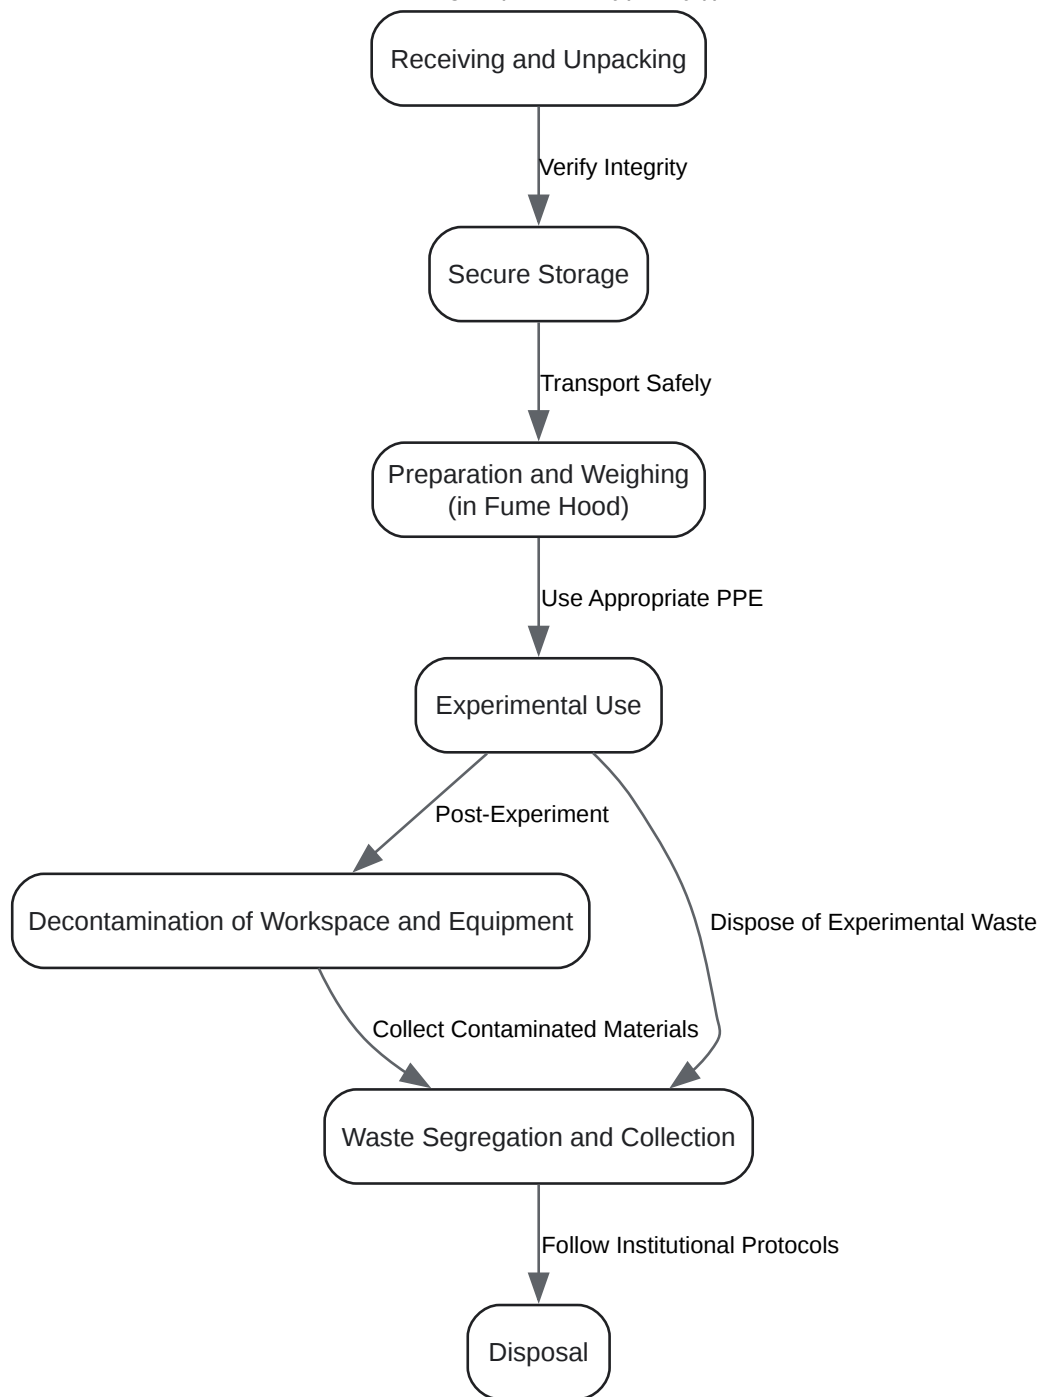 Receiving and Unpacking
Verify Integrity
Secure Storage
Transport Safely
Preparation and Weighing
(in Fume Hood)
Use Appropriate PPE
Experimental Use
Post-Experiment
Decontamination of Workspace and Equipment
Dispose of Experimental Waste
Collect Contaminated Materials
Waste Segregation and Collection
Follow Institutional Protocols
Disposal